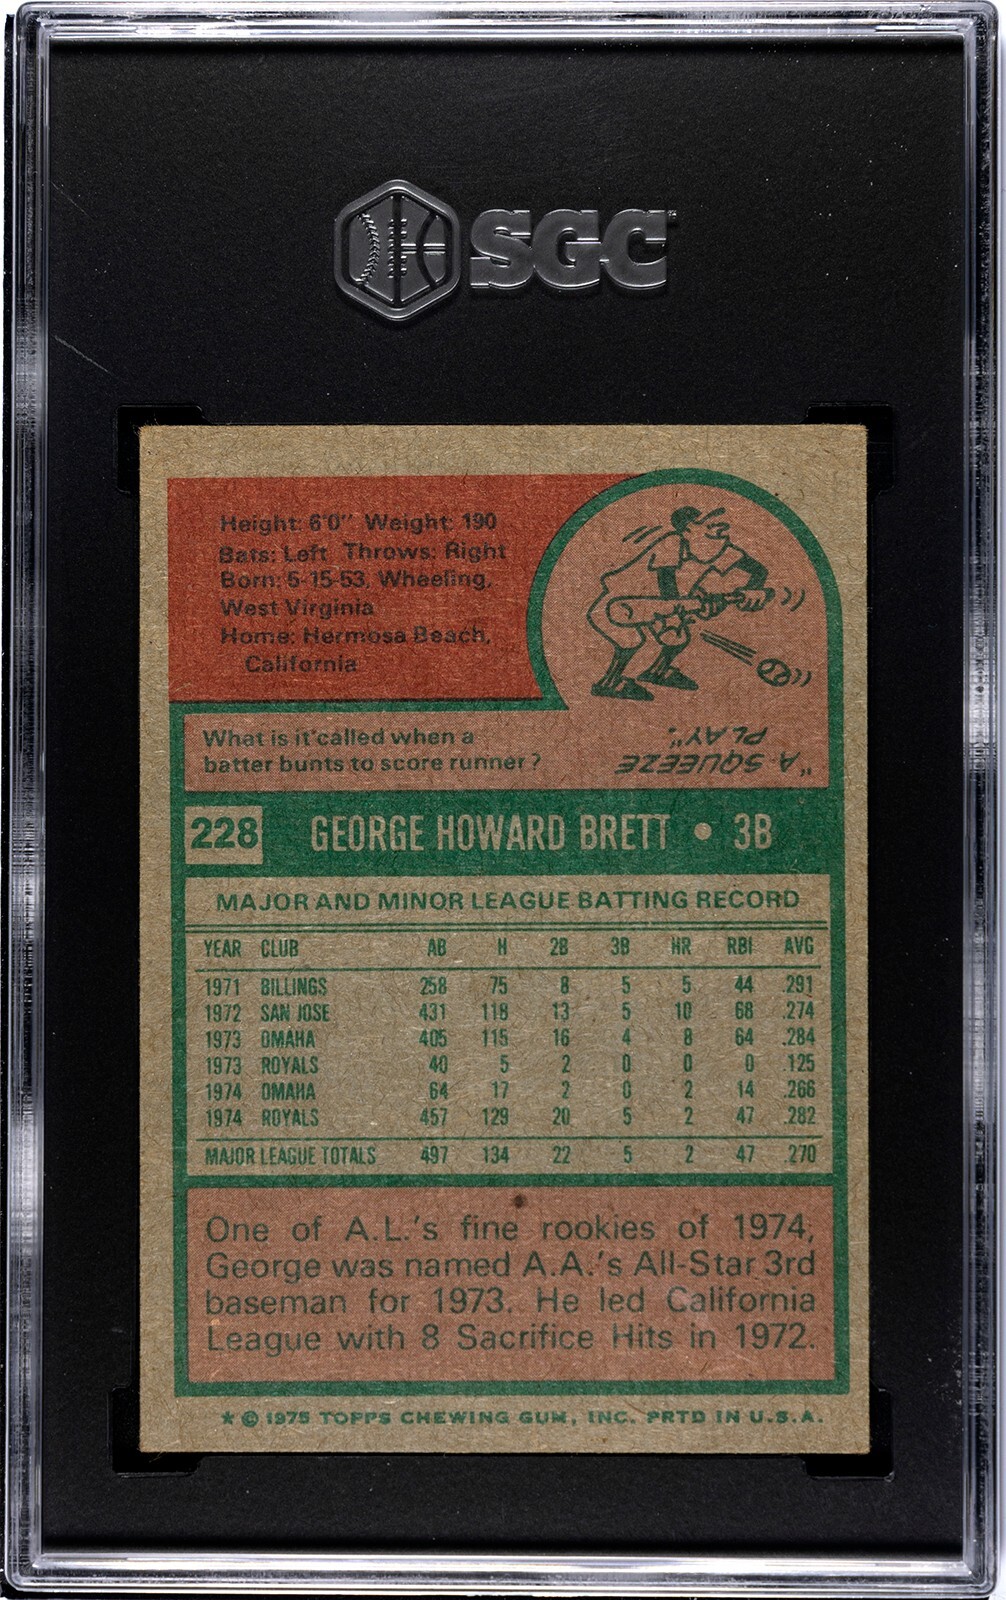 SGC
Height: 6'0" Weight: 190
Bats: Left Throws: Right
Born: 5-15-53, Wheeling,
West Virginia
Home: Hermosa Beach,
California
What is it called when a
batter bunts to score runner?
"A SQUEEZE
PLAY".
228 GEORGE HOWARD BRETT • 3B
MAJOR AND MINOR LEAGUE BATTING RECORD
YEAR CLUB AB H 2B 3B HR RBI AVG
1971 BILLINGS 258 75 8 5 5 44 .291
1972 SAN JOSE 431 118 13 5 10 68 .274
1973 OMAHA 405 115 16 4 8 64 .284
1973 ROYALS 40 5 2 0 0 0 .125
1974 OMAHA 64 17 2 0 2 14 .266
1974 ROYALS 457 129 20 5 2 47 .282
MAJOR LEAGUE TOTALS 497 134 22 5 2 47 .270
One of A.L.'s fine rookies of 1974,
George was named A.A.'s All-Star 3rd
baseman for 1973. He led California
League with 8 Sacrifice Hits in 1972.
★ © 1975 TOPPS CHEWING GUM, INC. PRTD IN U.S.A.